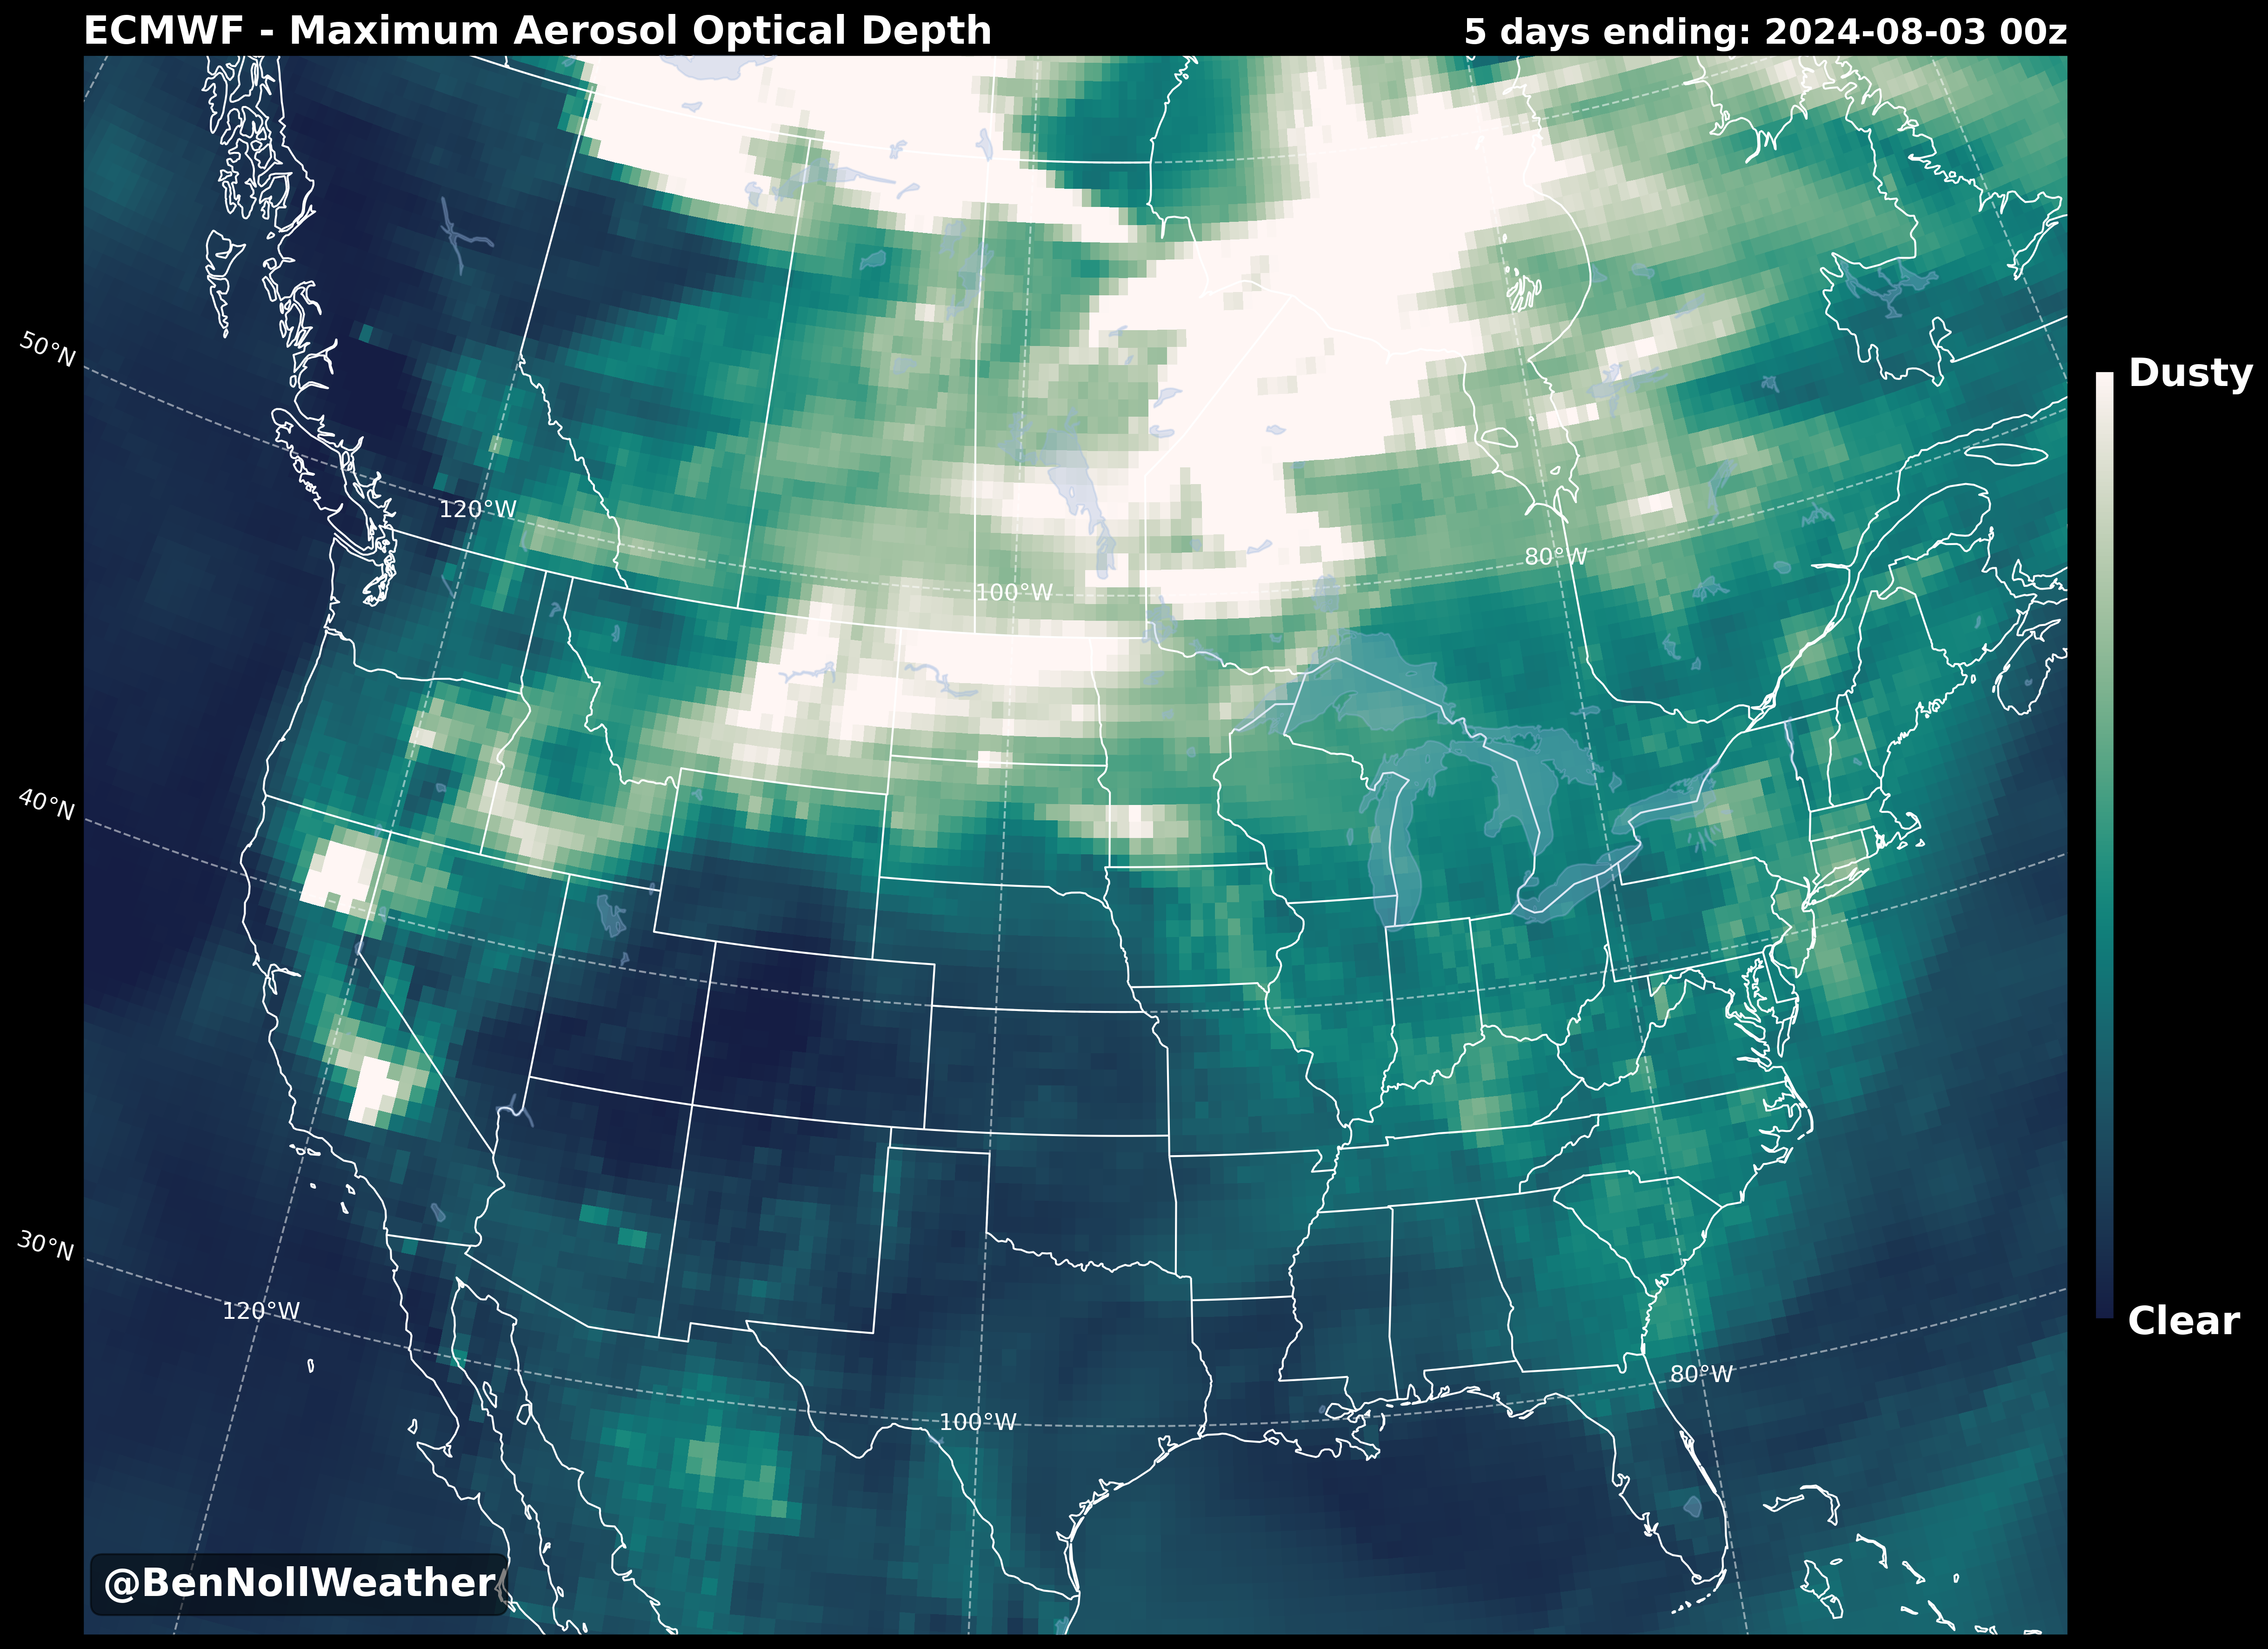 ECMWF - Maximum Aerosol Optical Depth
5 days ending: 2024-08-03 00z
50°N
Dusty
120°W
80°W
100°W
40°N
30°N
120°W
Clear
80°W
100°W
@BenNollWeather